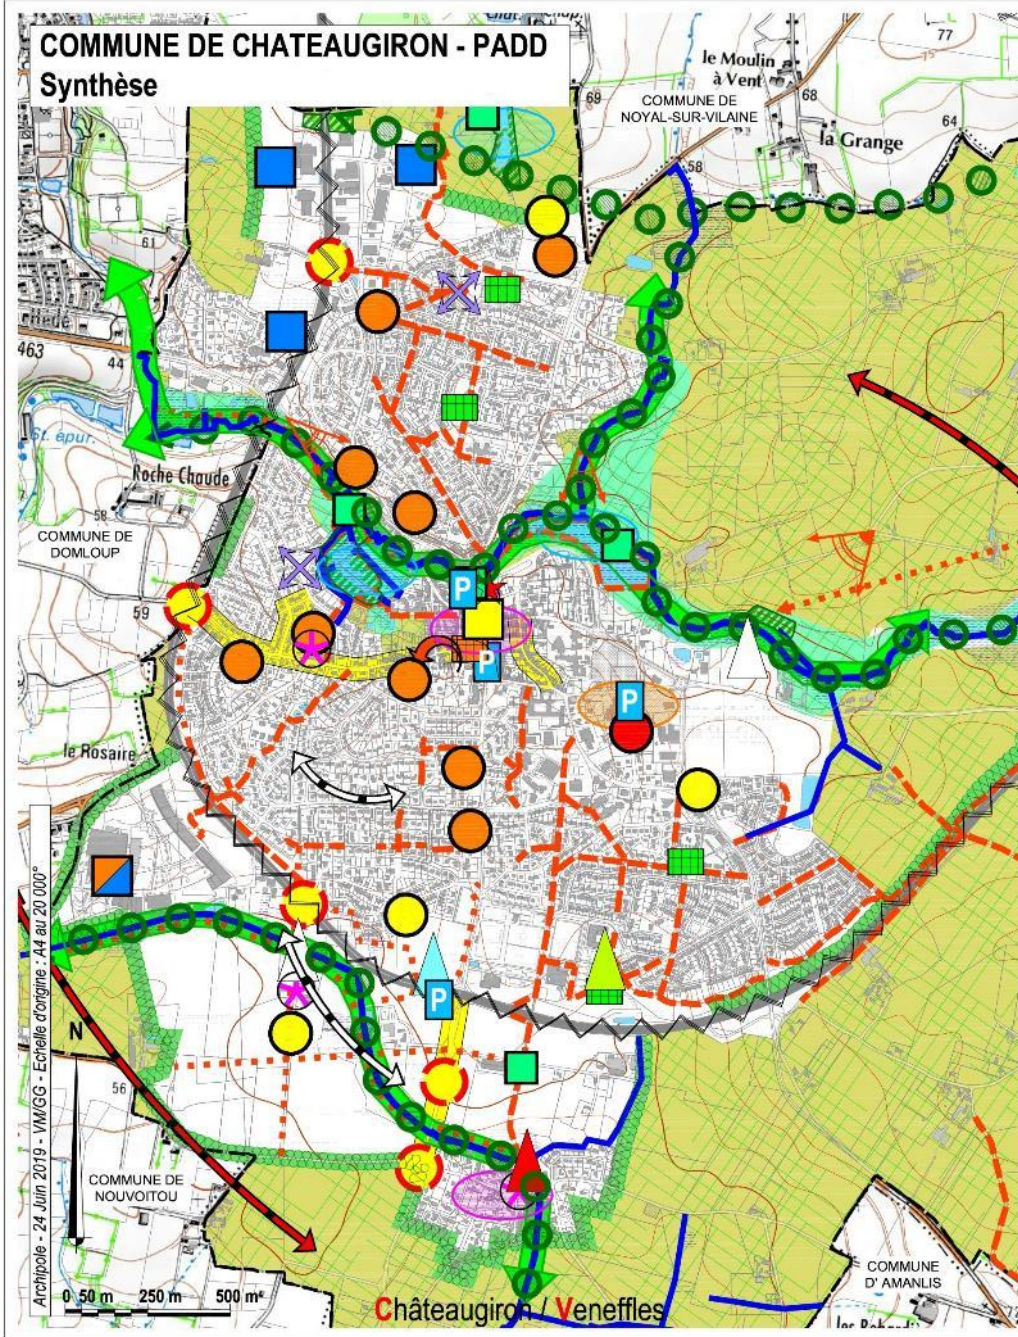 COMMUNE DE CHATEAUGIRON - PADD
Synthèse
77
le Moulin
à Vent
69
COMMUNE DE
NOYAL-SUR-VILAINE
68
la Grange
64
58
61
463
44
St. épur.
Roche Chaude
58
COMMUNE DE
DOMLOUP
59
P
P
P
le Rosaire
P
N
56
COMMUNE DE
NOUVOITOU
COMMUNE
D' AMANLIS
Archipole - 24 Juin 2019 - VM/GG - Echelle d'origine : A4 au 20 000°
0 50 m 250 m 500 m
Châteaugiron / Veneffles